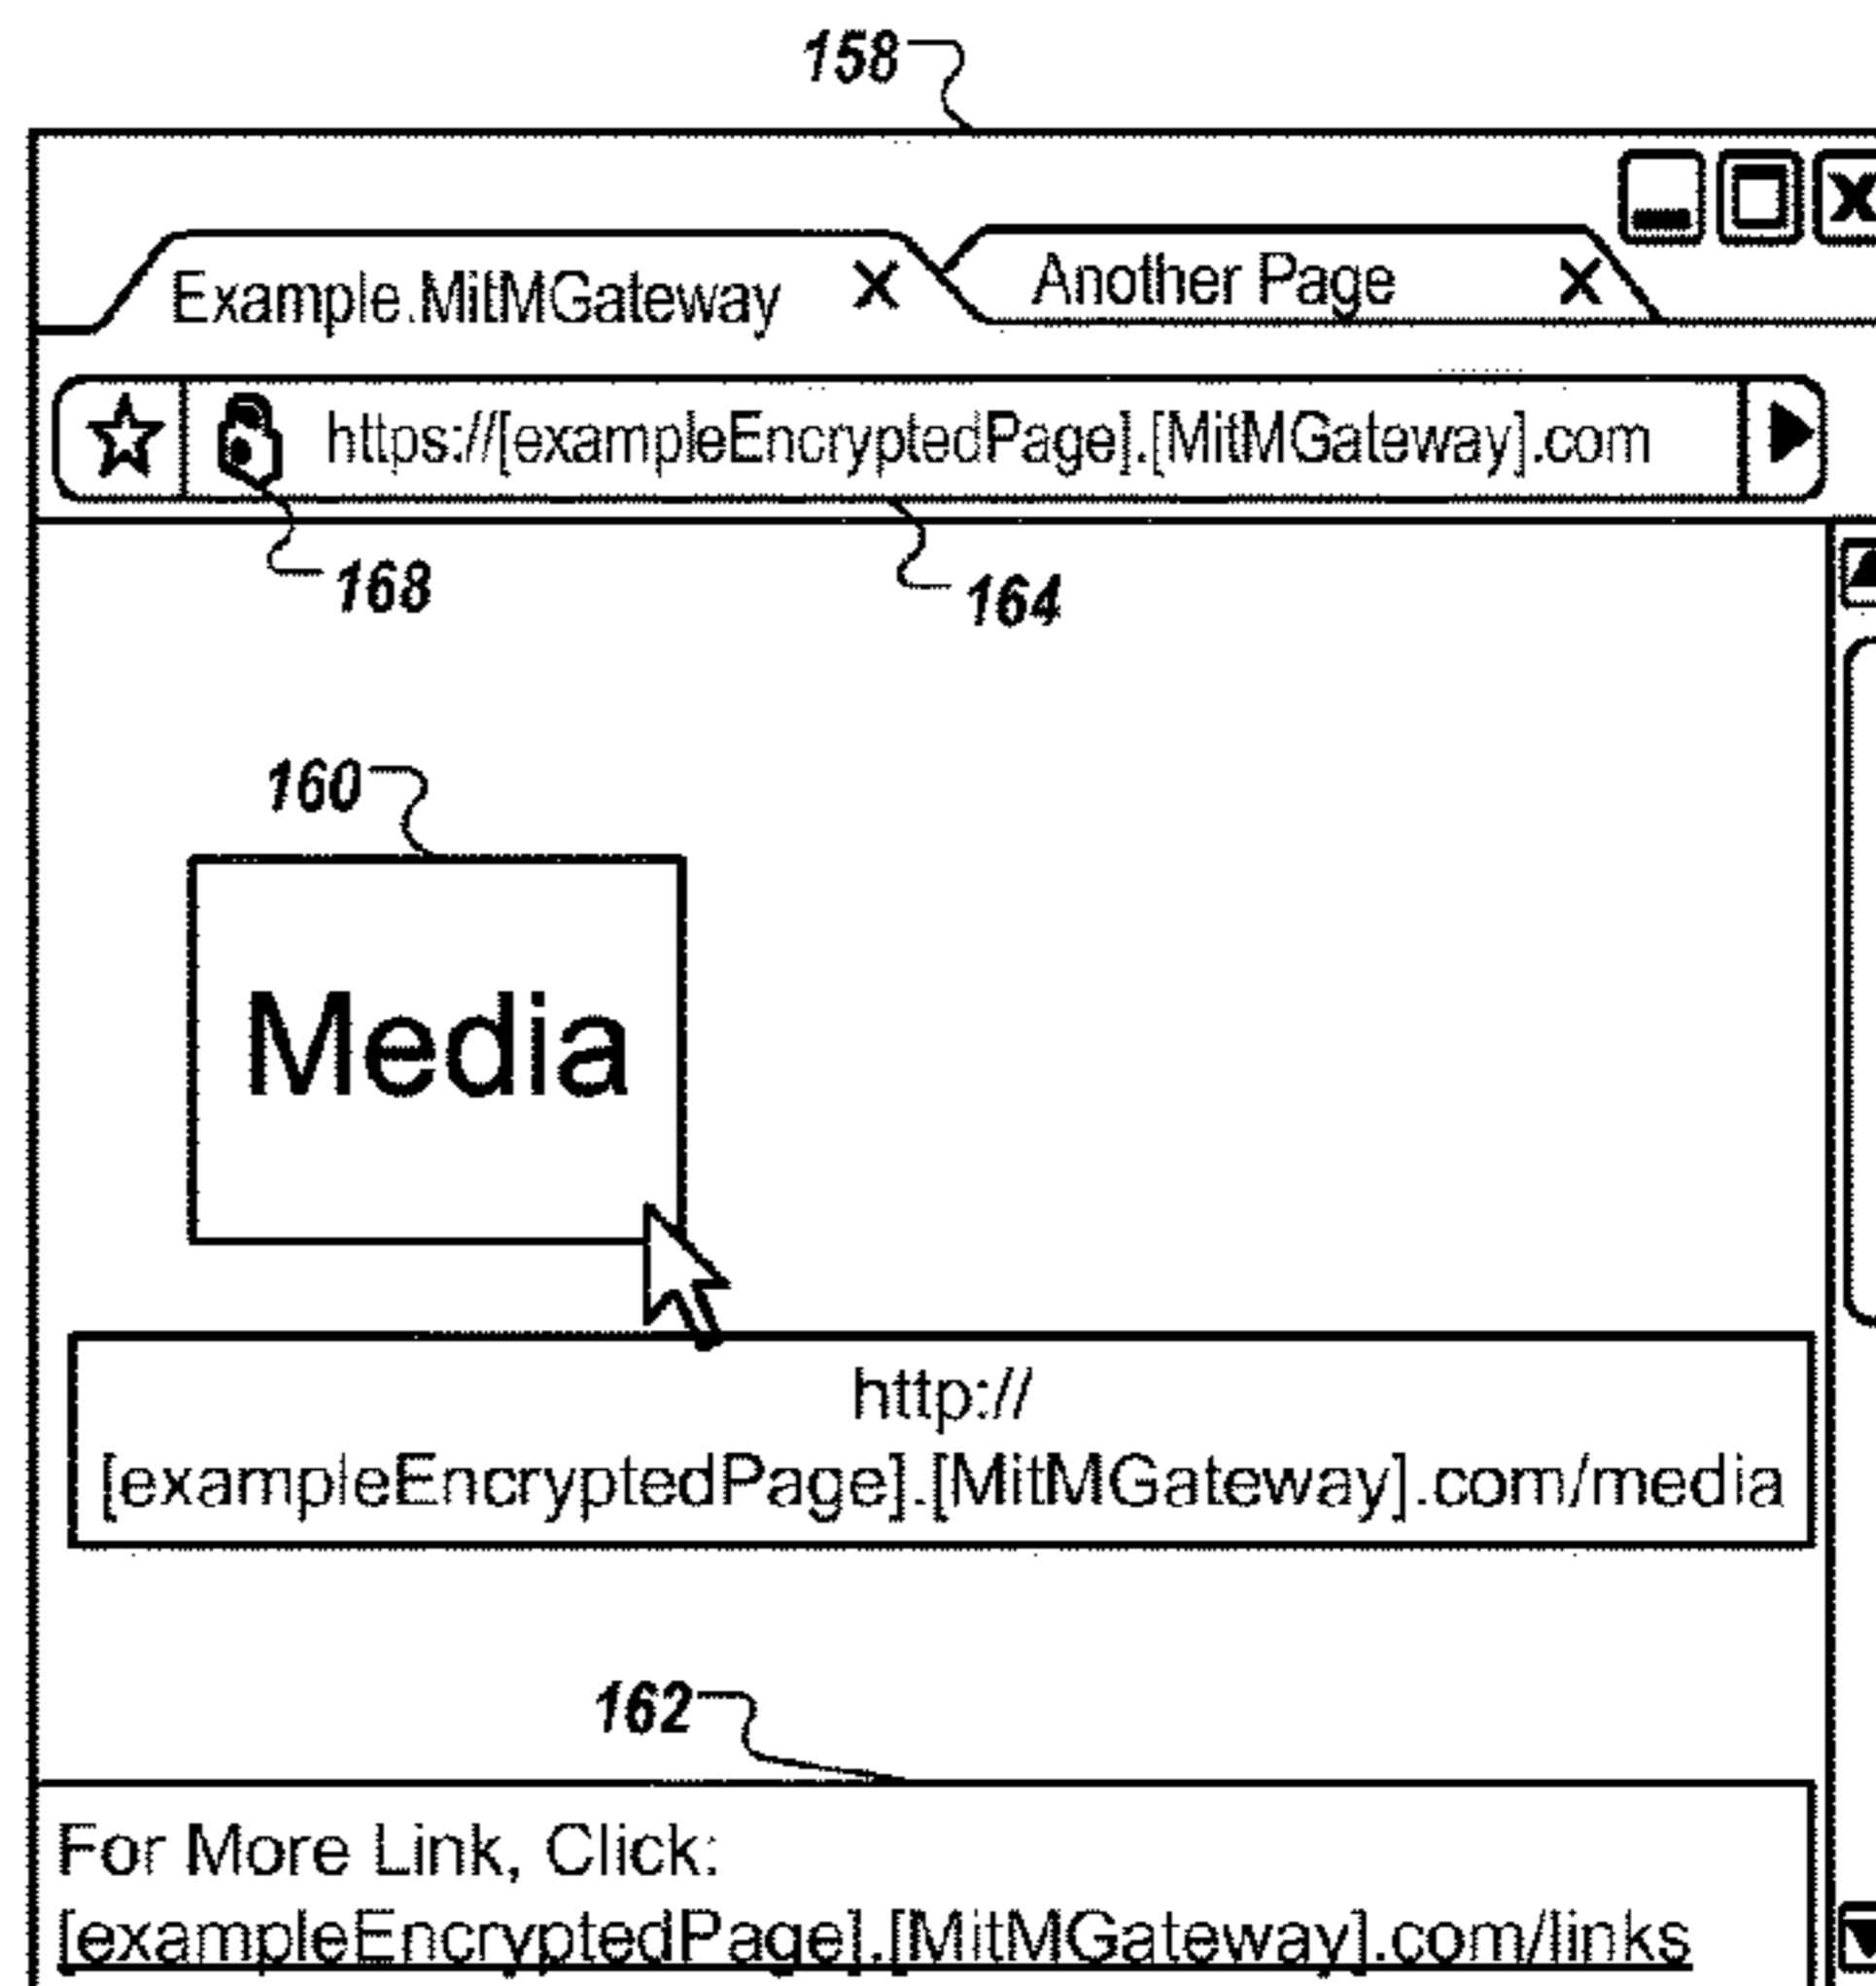 158
Example.MitMGateway X Another Page X
https://[exampleEncryptedPage].[MitMGateway].com
168
164
160
Media
http://
[exampleEncryptedPage].[MitMGateway].com/media
162
For More Link, Click:
[exampleEncryptedPage].[MitMGateway].com/links